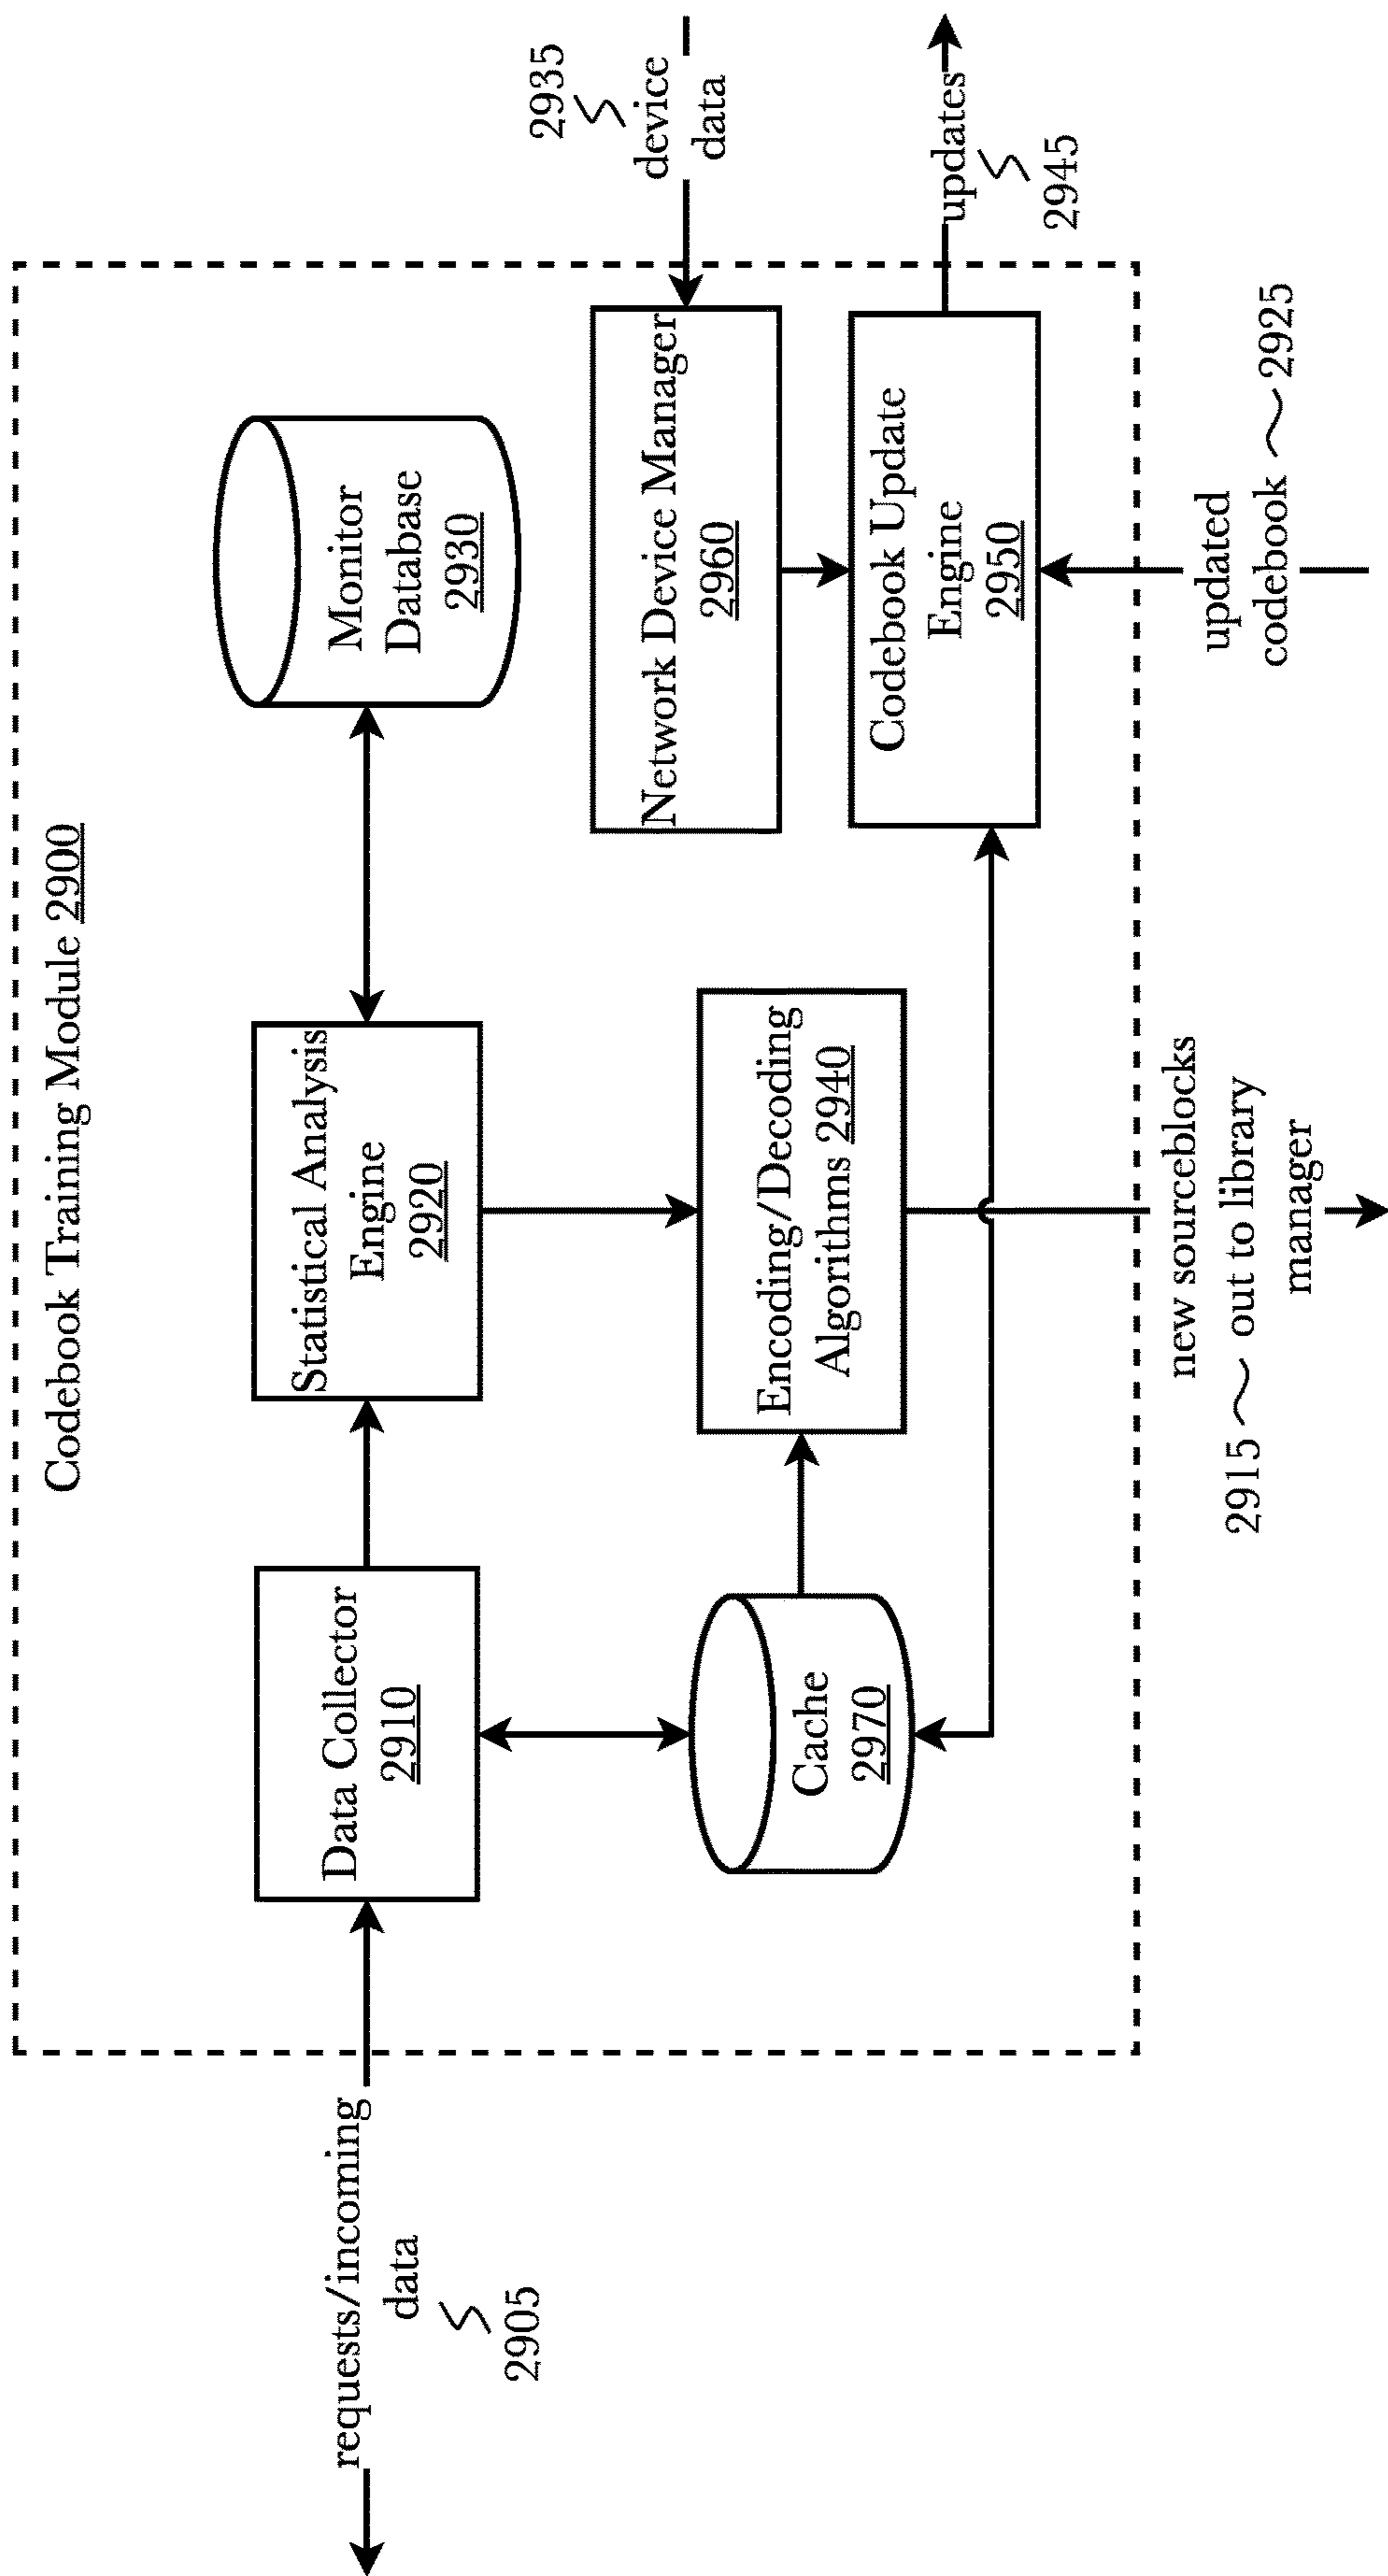 Codebook Training Module 2900
requests/incoming
data
2905
Data Collector
2910
Statistical Analysis
Engine
2920
Monitor
Database
2930
2935
device
data
Network Device Manager
2960
Cache
2970
Encoding/Decoding
Algorithms 2940
Codebook Update
Engine
2950
updates
2945
new sourceblocks
2915 ~ out to library
manager
updated
codebook ~ 2925